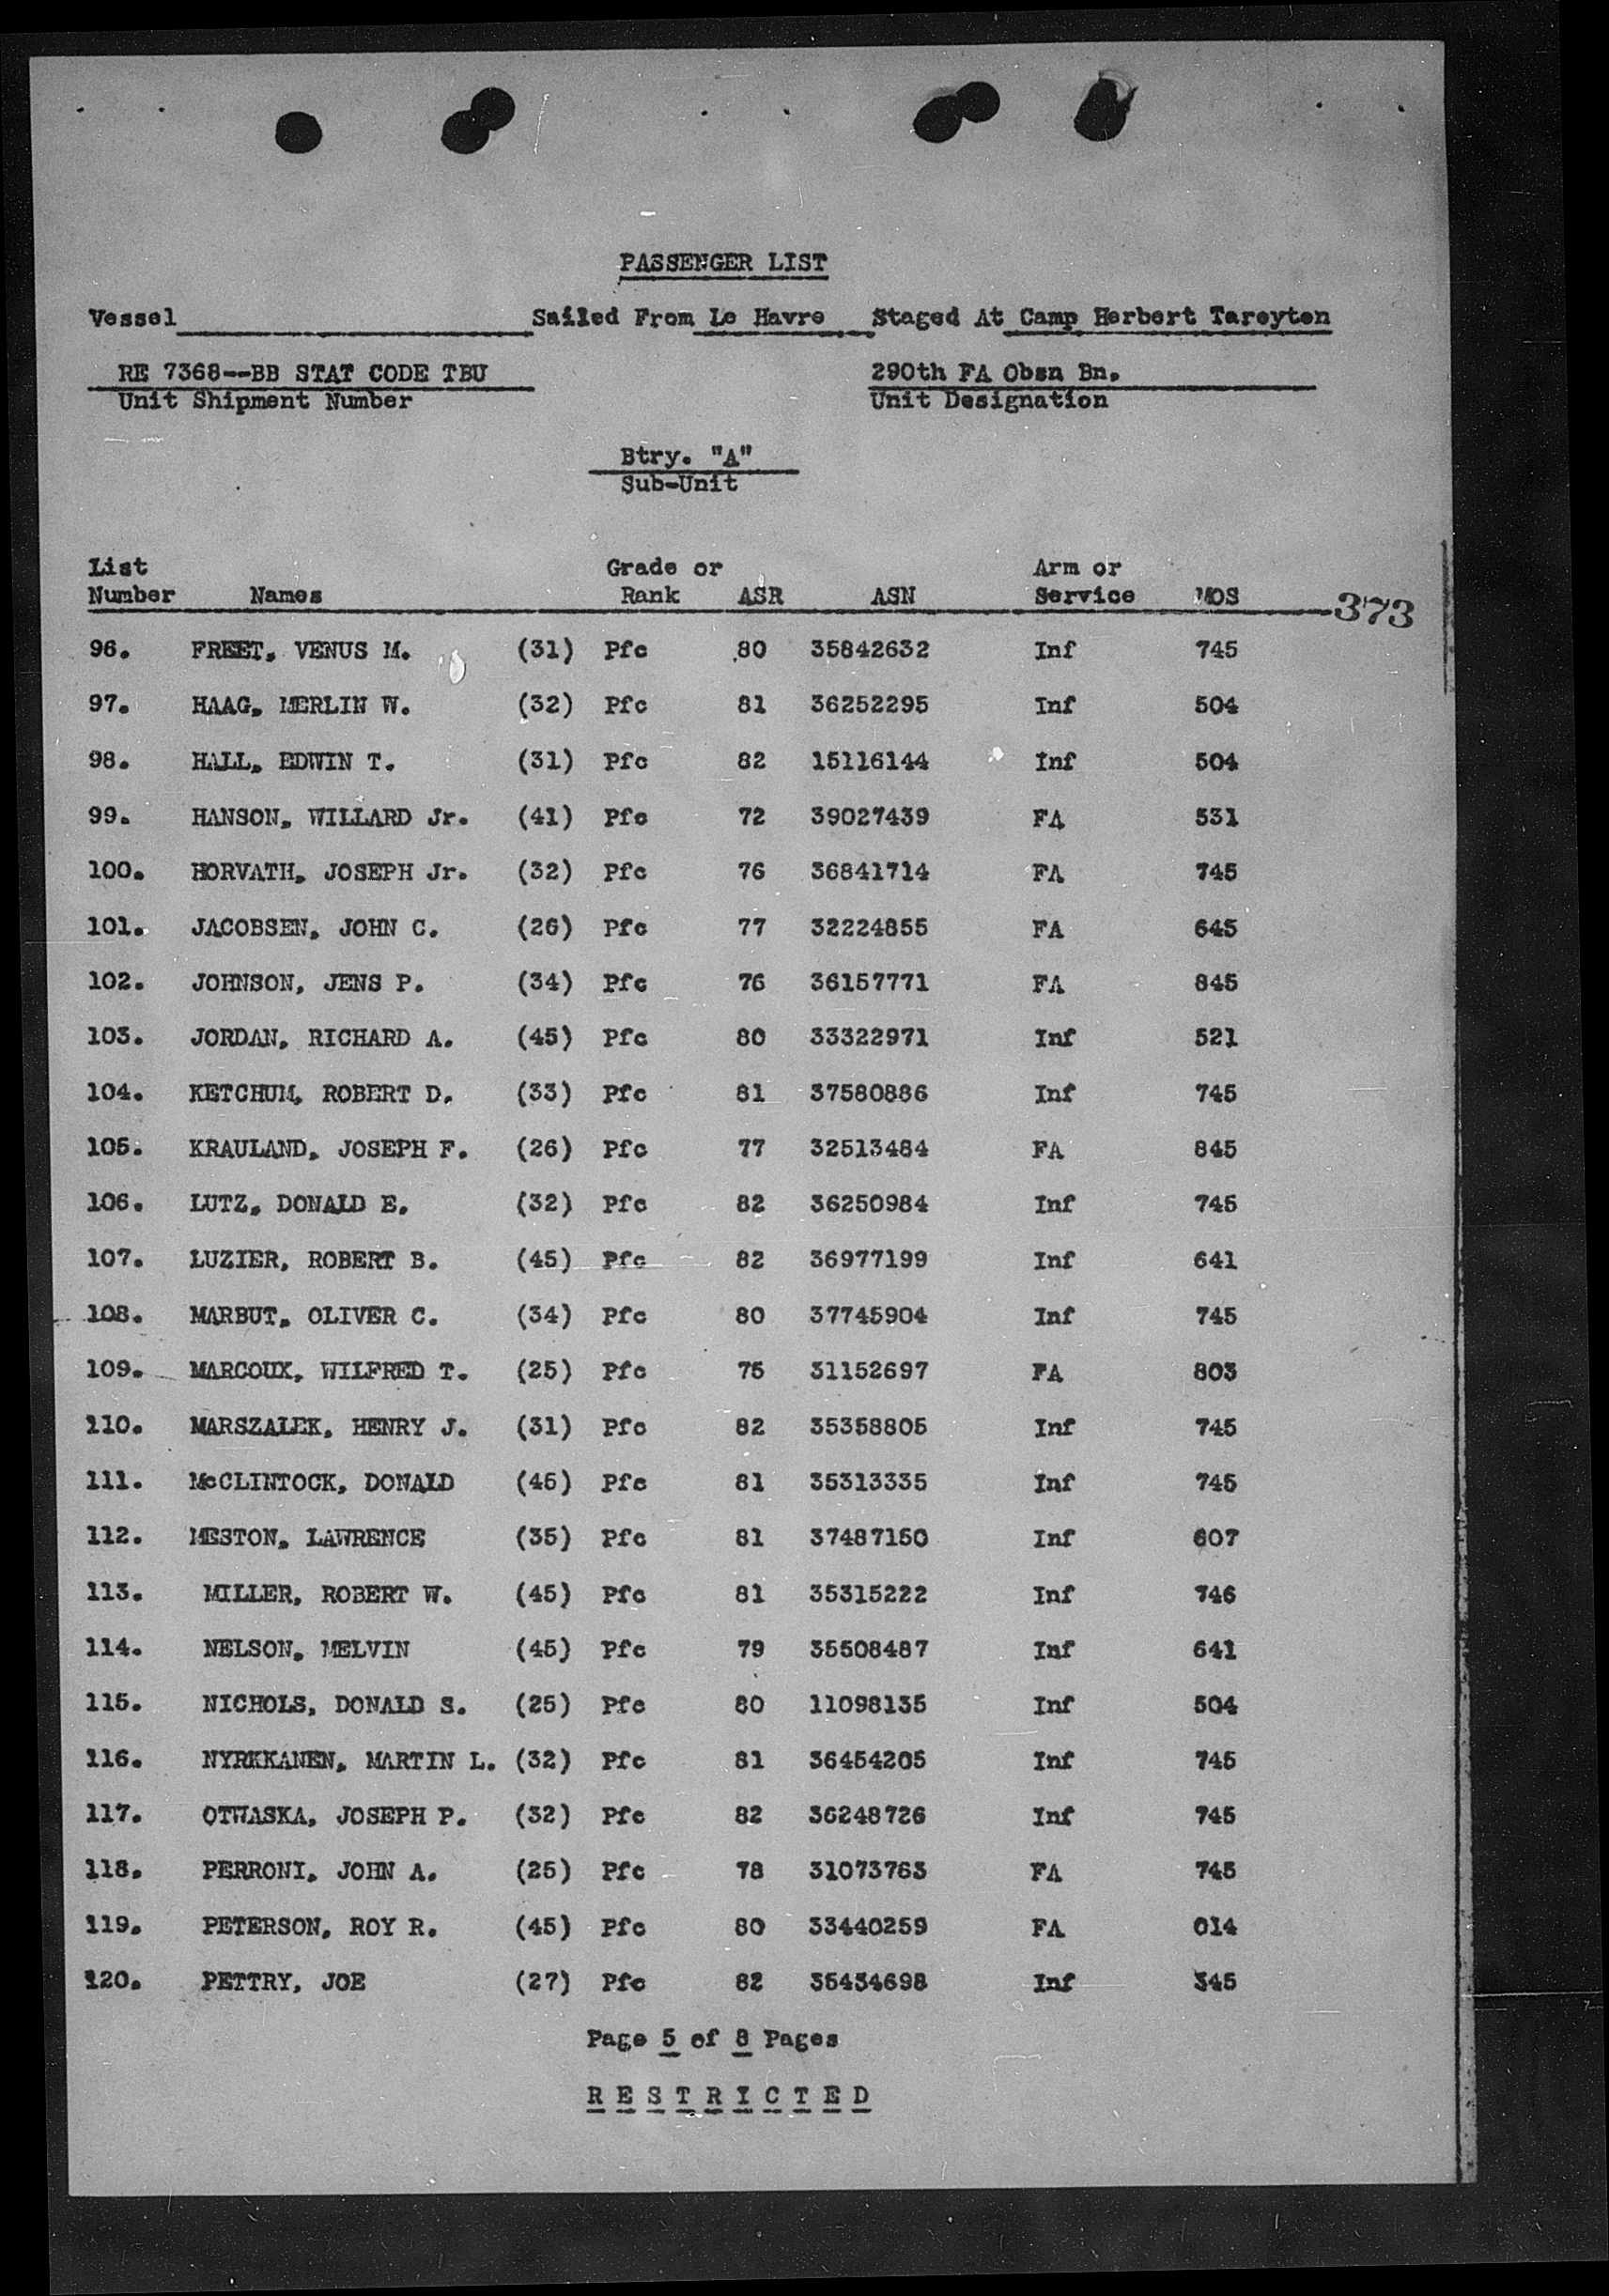 PASSENGER LIST
Vessel Sailed From Le Havre Staged At Camp Herbert Tareyton
RE 7368--BB STAT CODE TBU 290th FA Obsn Bn.
Unit Shipment Number Unit Designation
Btry. "A"
Sub-Unit
List Grade or Arm or
Number Names Rank ASR ASN Service MOS 373
96. FREET, VENUS M. (31) Pfc 80 35842632 Inf 745
97. HAAG, MERLIN W. (32) Pfc 81 36252295 Inf 504
98. HALL, EDWIN T. (31) Pfc 82 15116144 Inf 504
99. HANSON, WILLARD Jr. (41) Pfc 72 39027439 FA 531
100. HORVATH, JOSEPH Jr. (32) Pfc 76 36841714 FA 745
101. JACOBSEN, JOHN C. (26) Pfc 77 32224855 FA 645
102. JOHNSON, JENS P. (34) Pfc 76 36157771 FA 845
103. JORDAN, RICHARD A. (45) Pfc 80 33322971 Inf 521
104. KETCHUM, ROBERT D. (33) Pfc 81 37580886 Inf 745
105. KRAULAND, JOSEPH F. (26) Pfc 77 32513484 FA 845
106. LUTZ, DONALD E. (32) Pfc 82 36250984 Inf 745
107. LUZIER, ROBERT B. (45) Pfc 82 36977199 Inf 641
108. MARBUT, OLIVER C. (34) Pfc 80 37745904 Inf 745
109. MARCOUX, WILFRED T. (25) Pfc 75 31152697 FA 803
110. MARSZALEK, HENRY J. (31) Pfc 82 35358805 Inf 745
111. McCLINTOCK, DONALD (45) Pfc 81 35313335 Inf 745
112. MESTON, LAWRENCE (35) Pfc 81 37487150 Inf 607
113. MILLER, ROBERT W. (45) Pfc 81 35315222 Inf 746
114. NELSON, MELVIN (45) Pfc 79 35508487 Inf 641
115. NICHOLS, DONALD S. (25) Pfc 80 11098135 Inf 504
116. NYRKKANEN, MARTIN L. (32) Pfc 81 36454205 Inf 745
117. OTWASKA, JOSEPH P. (32) Pfc 82 36248726 Inf 745
118. PERRONI, JOHN A. (25) Pfc 78 31073763 FA 745
119. PETERSON, ROY R. (45) Pfc 80 33440259 FA 014
120. PETTRY, JOE (27) Pfc 82 35434698 Inf 345
Page 5 of 8 Pages
R E S T R I C T E D